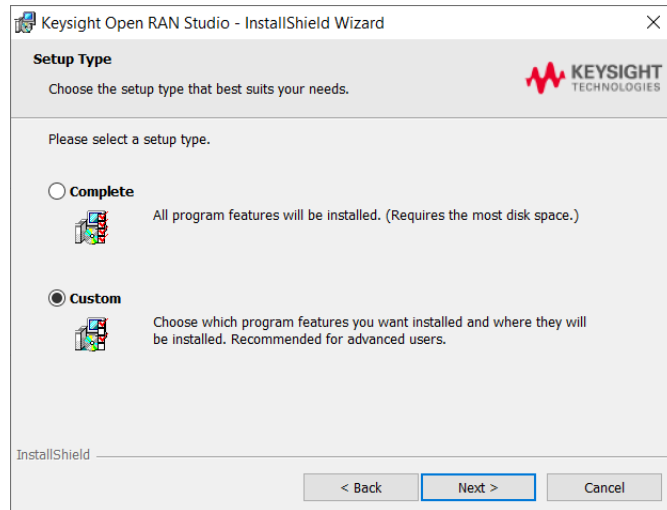 Keysight Open RAN Studio - InstallShield Wizard
Setup Type
Choose the setup type that best suits your needs.
KEYSIGHT
TECHNOLOGIES
Please select a setup type.
Complete
All program features will be installed. (Requires the most disk space.)
Custom
Choose which program features you want installed and where they will
be installed. Recommended for advanced users.
InstallShield
< Back
Next >
Cancel